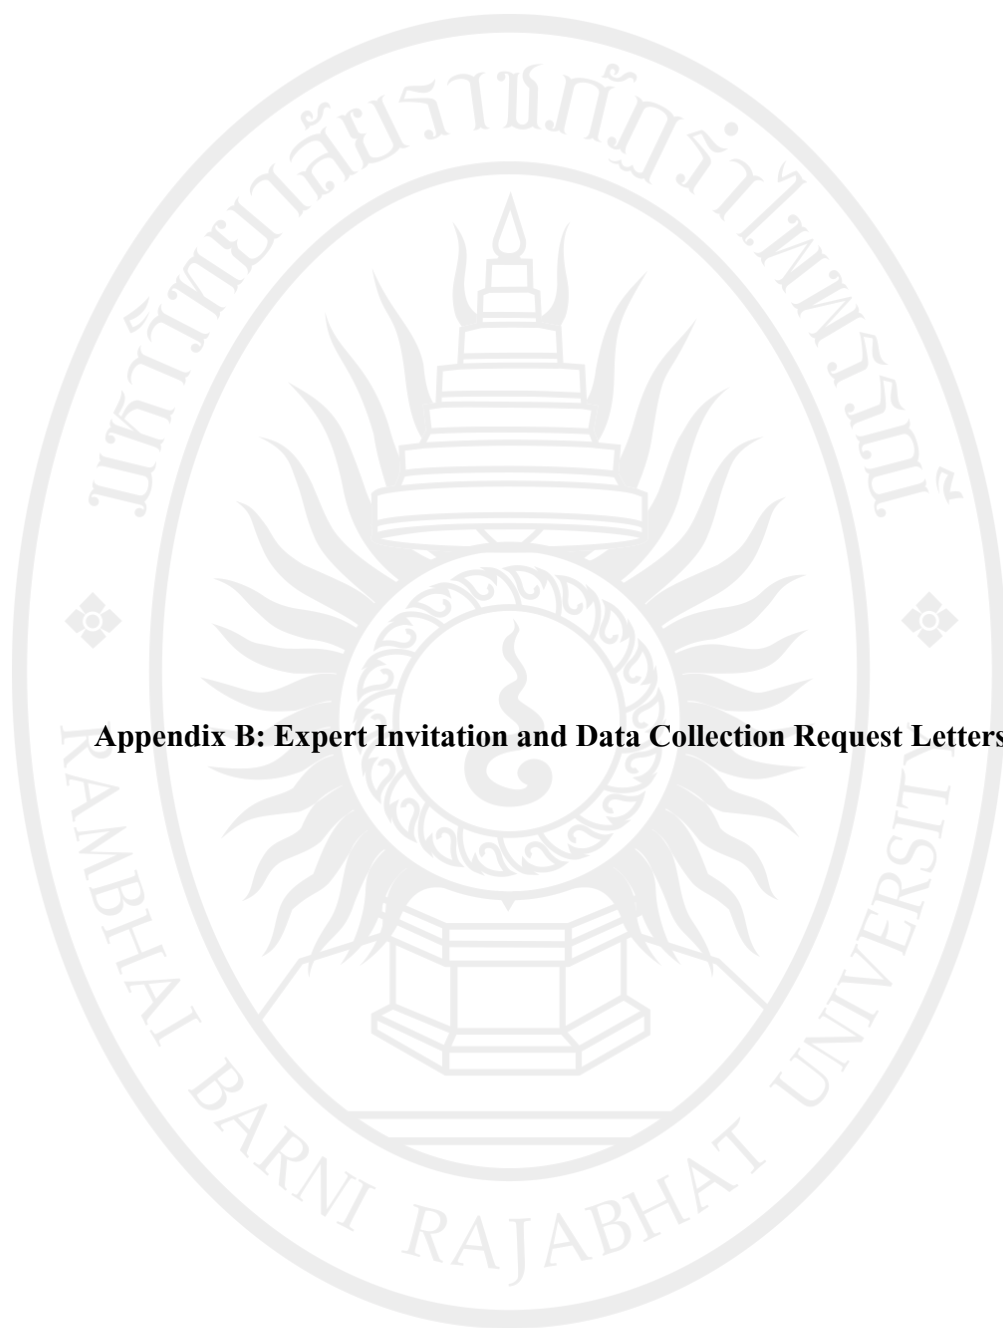 มหาวิทยาลัยราชภัฏรำไพพรรณี
Appendix B: Expert Invitation and Data Collection Request Letters
RAMBHAI BARNI RAJABHAT UNIVERSITY